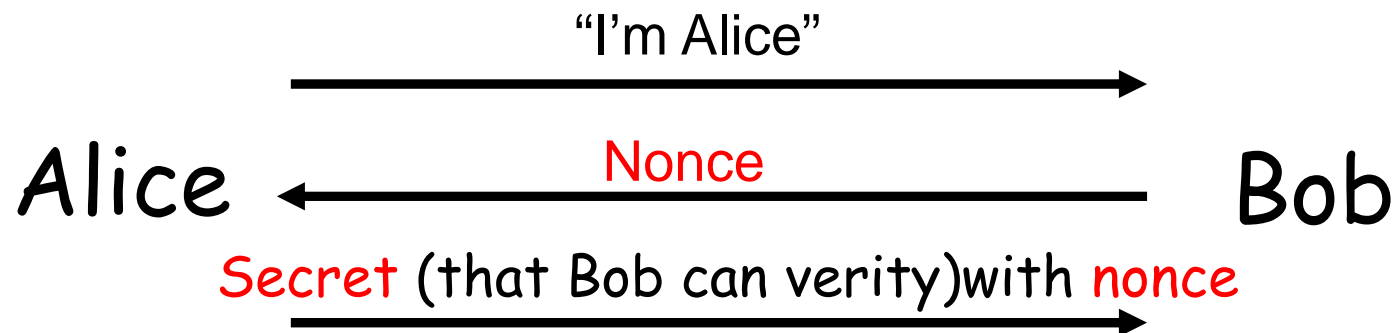 “I’m Alice”
Nonce
Alice
Bob
Secret (that Bob can verity)with nonce